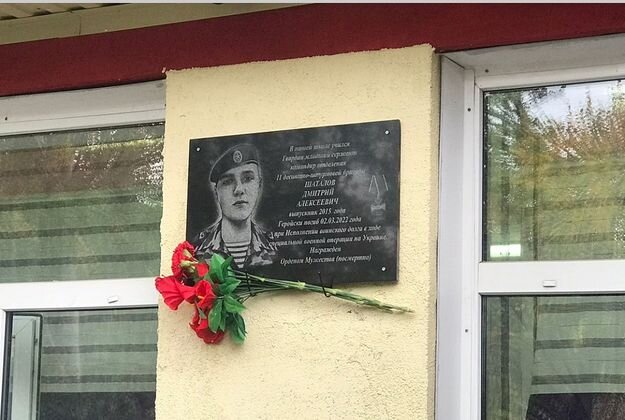 В нашей школе учился
Гвардии младший сержант
командир отделения
11 десантно-штурмовой бригады
ШАТАЛОВ
ДМИТРИЙ
АЛЕКСЕЕВИЧ
выпускник 2015 года
Геройски погиб 02.03.2022 года
при Исполнении воинского долга в ходе
специальной военной операции на Украине.
Награжден
Орденом Мужества (посмертно)